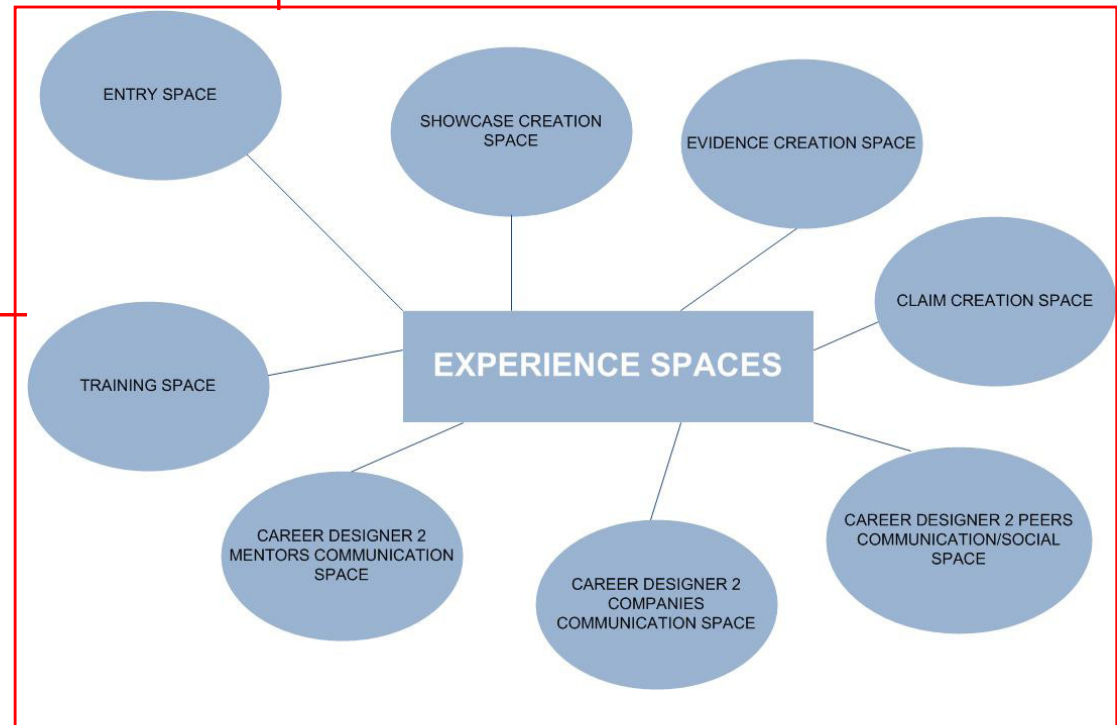 ENTRY SPACE
SHOWCASE CREATION
SPACE
EVIDENCE CREATION SPACE
CLAIM CREATION SPACE
EXPERIENCE SPACES
TRAINING SPACE
CAREER DESIGNER 2
MENTORS COMMUNICATION
SPACE
CAREER DESIGNER 2
COMPANIES
COMMUNICATION SPACE
CAREER DESIGNER 2 PEERS
COMMUNICATION/SOCIAL
SPACE